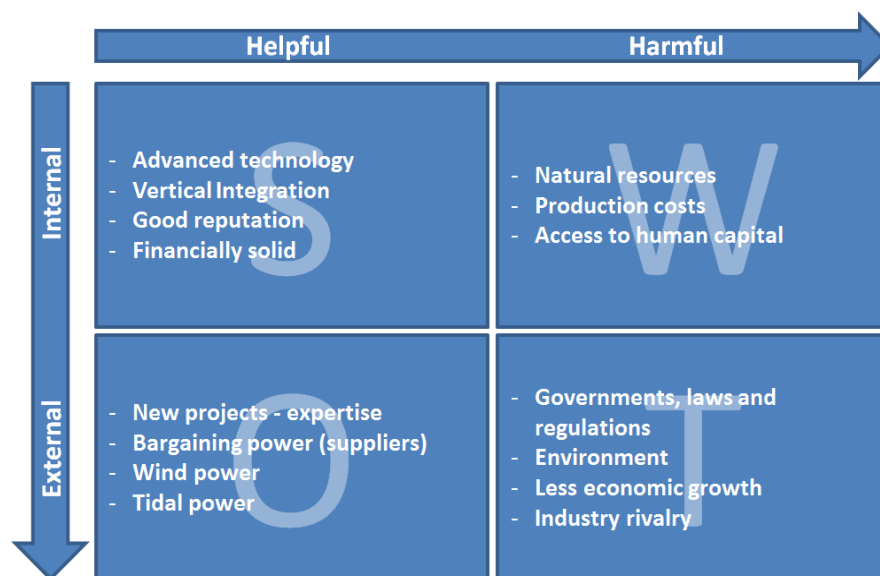 Helpful
Harmful
Internal
S
- Advanced technology
- Vertical Integration
- Good reputation
- Financially solid
W
- Natural resources
- Production costs
- Access to human capital
External
O
- New projects - expertise
- Bargaining power (suppliers)
- Wind power
- Tidal power
T
- Governments, laws and
regulations
- Environment
- Less economic growth
- Industry rivalry